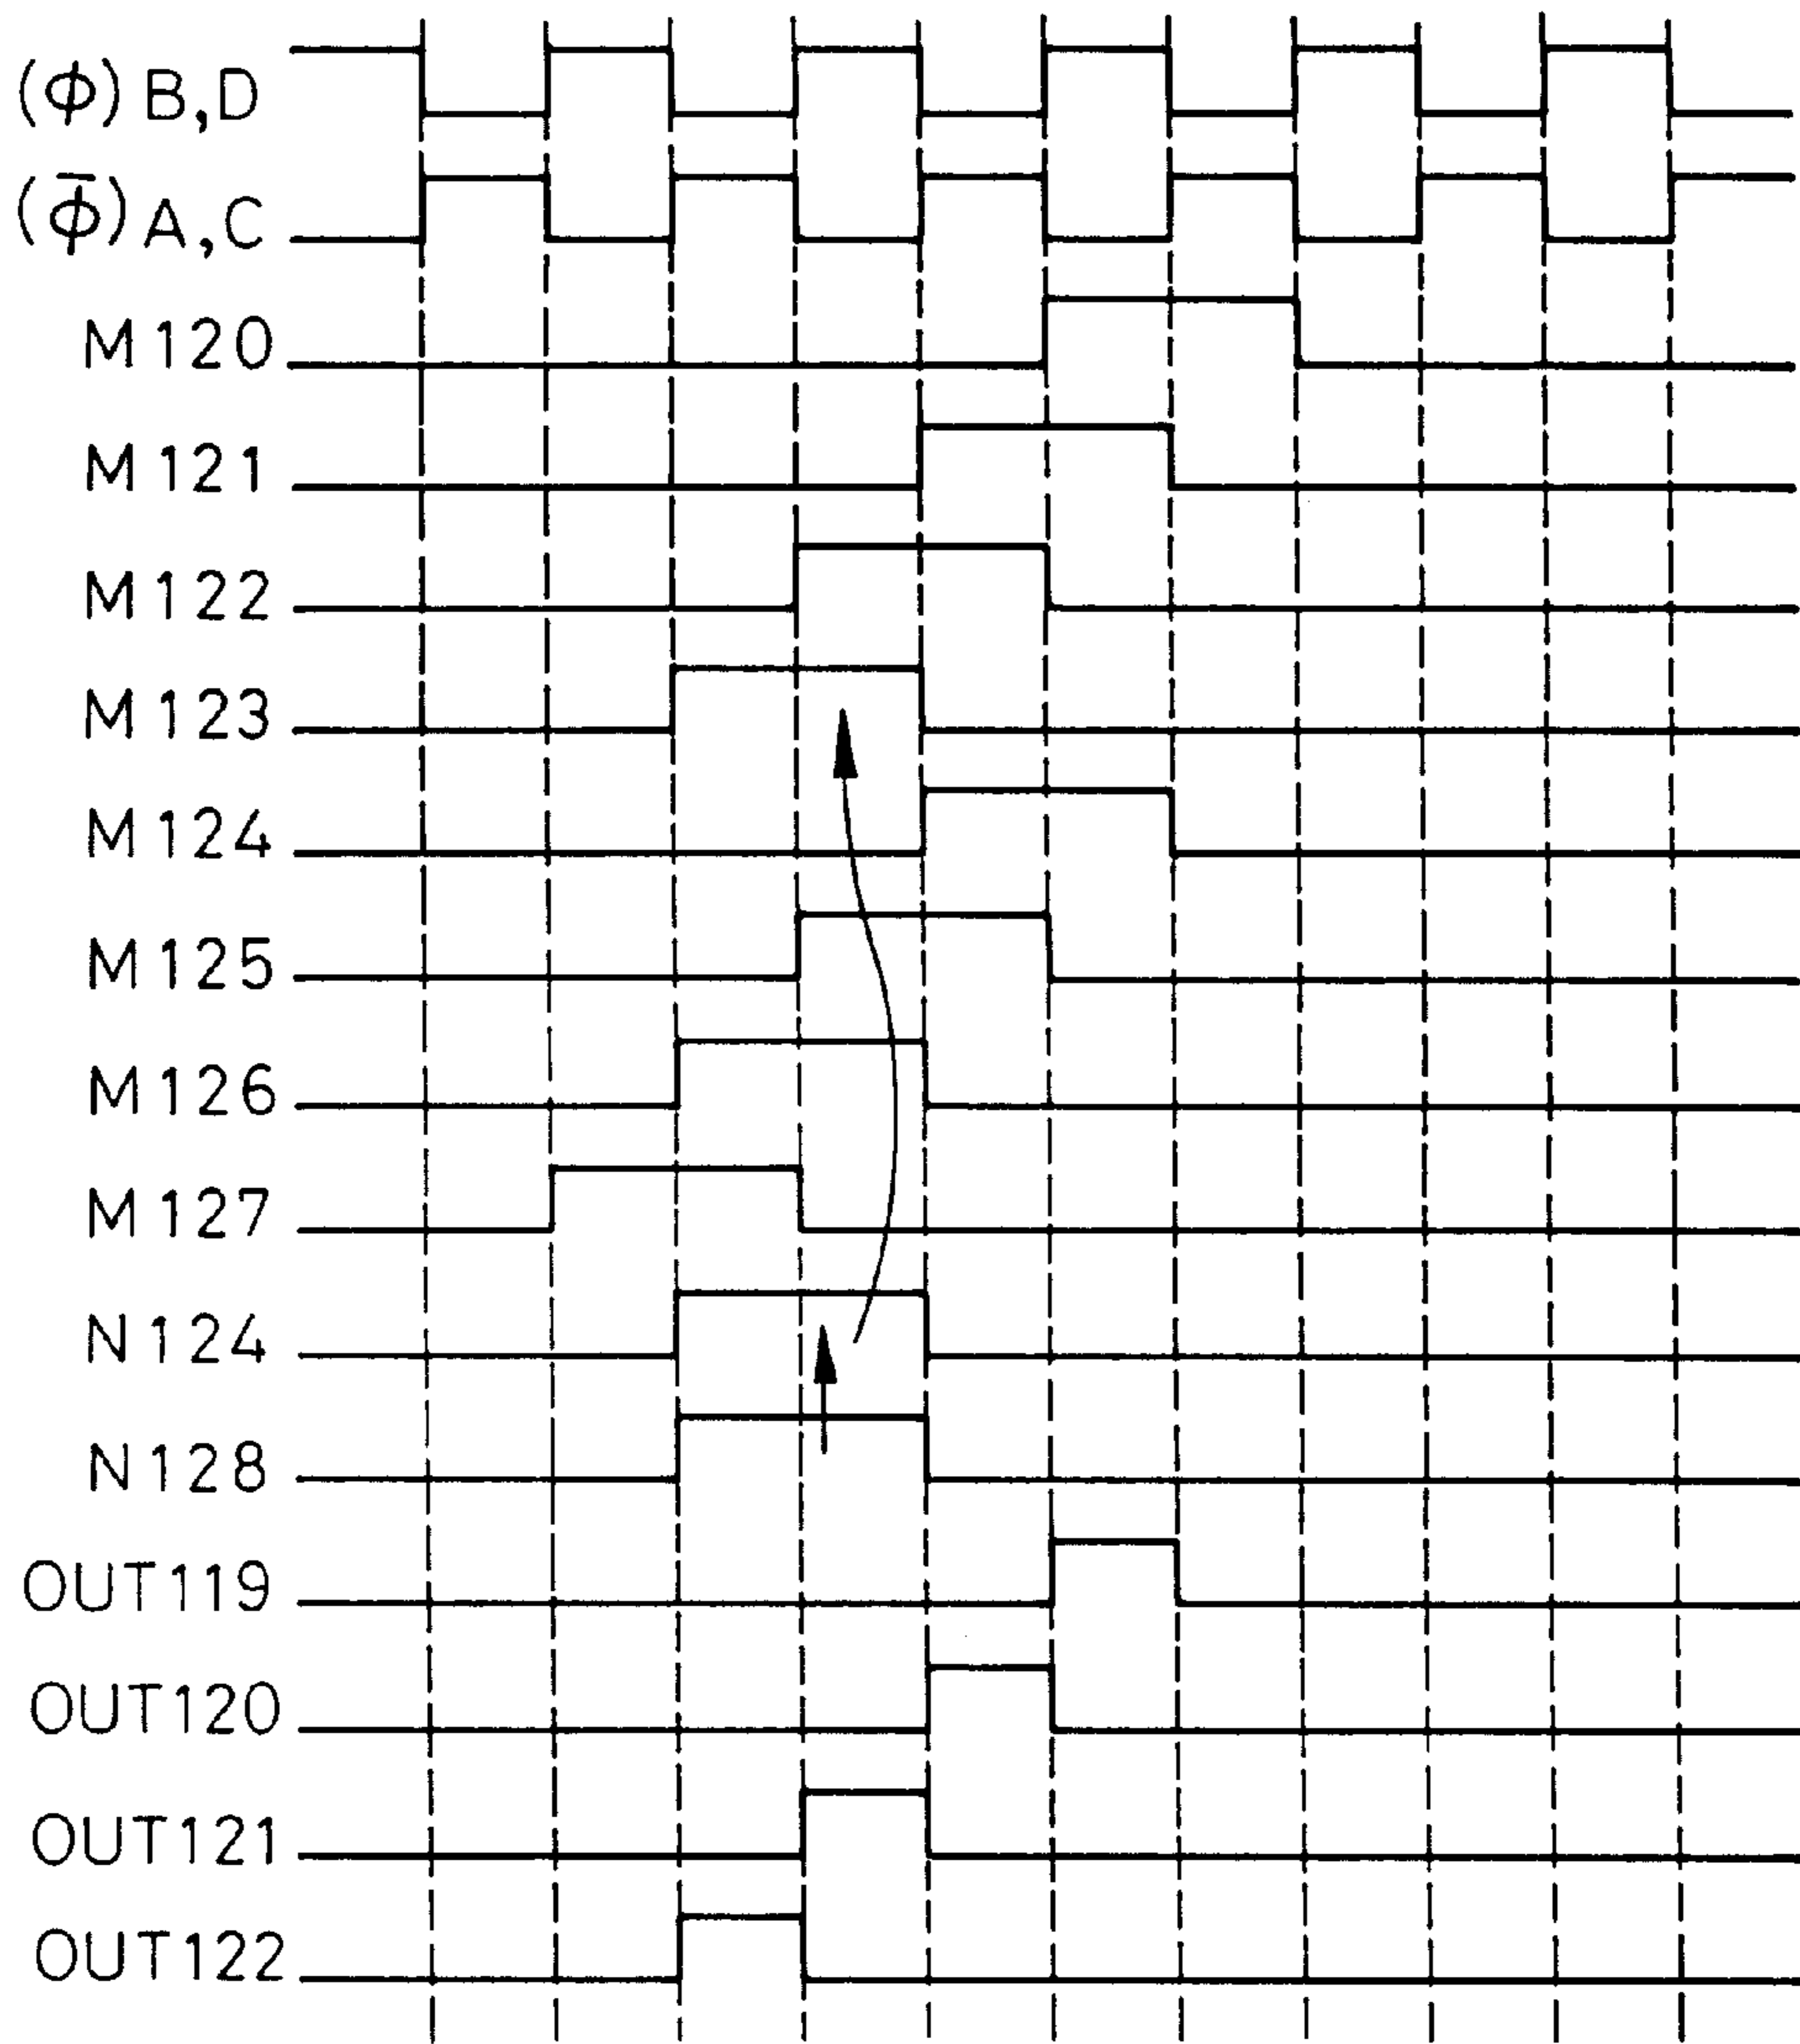 (ϕ) B,D
(ϕ̄) A,C
M120
M121
M122
M123
M124
M125
M126
M127
N124
N128
OUT119
OUT120
OUT121
OUT122